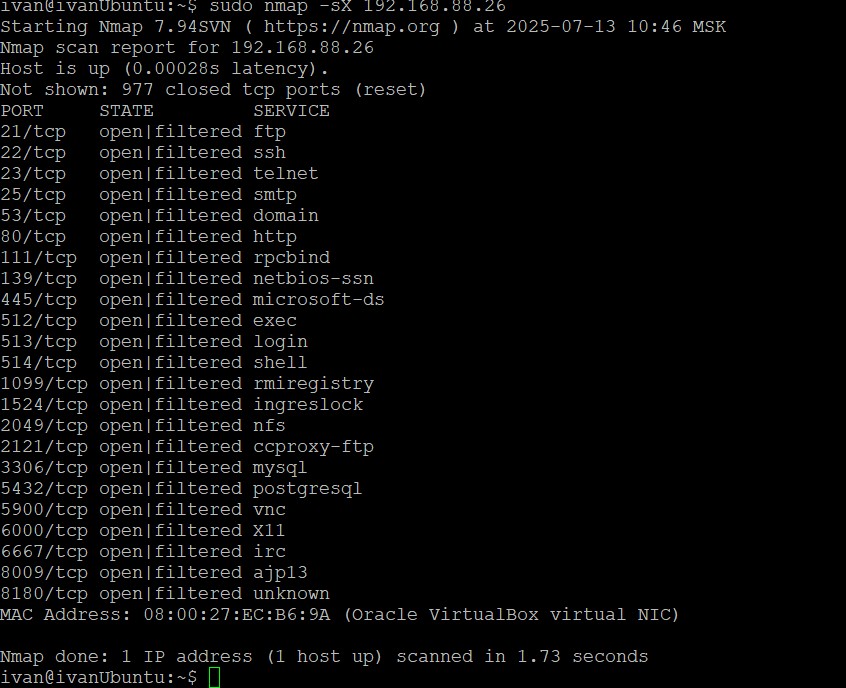 ivan@ivanUbuntu:~$ sudo nmap -sX 192.168.88.26
Starting Nmap 7.94SVN ( https://nmap.org ) at 2025-07-13 10:46 MSK
Nmap scan report for 192.168.88.26
Host is up (0.00028s latency).
Not shown: 977 closed tcp ports (reset)
PORT     STATE         SERVICE
21/tcp   open|filtered ftp
22/tcp   open|filtered ssh
23/tcp   open|filtered telnet
25/tcp   open|filtered smtp
53/tcp   open|filtered domain
80/tcp   open|filtered http
111/tcp  open|filtered rpcbind
139/tcp  open|filtered netbios-ssn
445/tcp  open|filtered microsoft-ds
512/tcp  open|filtered exec
513/tcp  open|filtered login
514/tcp  open|filtered shell
1099/tcp open|filtered rmiregistry
1524/tcp open|filtered ingreslock
2049/tcp open|filtered nfs
2121/tcp open|filtered ccproxy-ftp
3306/tcp open|filtered mysql
5432/tcp open|filtered postgresql
5900/tcp open|filtered vnc
6000/tcp open|filtered X11
6667/tcp open|filtered irc
8009/tcp open|filtered ajp13
8180/tcp open|filtered unknown
MAC Address: 08:00:27:EC:B6:9A (Oracle VirtualBox virtual NIC)
Nmap done: 1 IP address (1 host up) scanned in 1.73 seconds
ivan@ivanUbuntu:~$